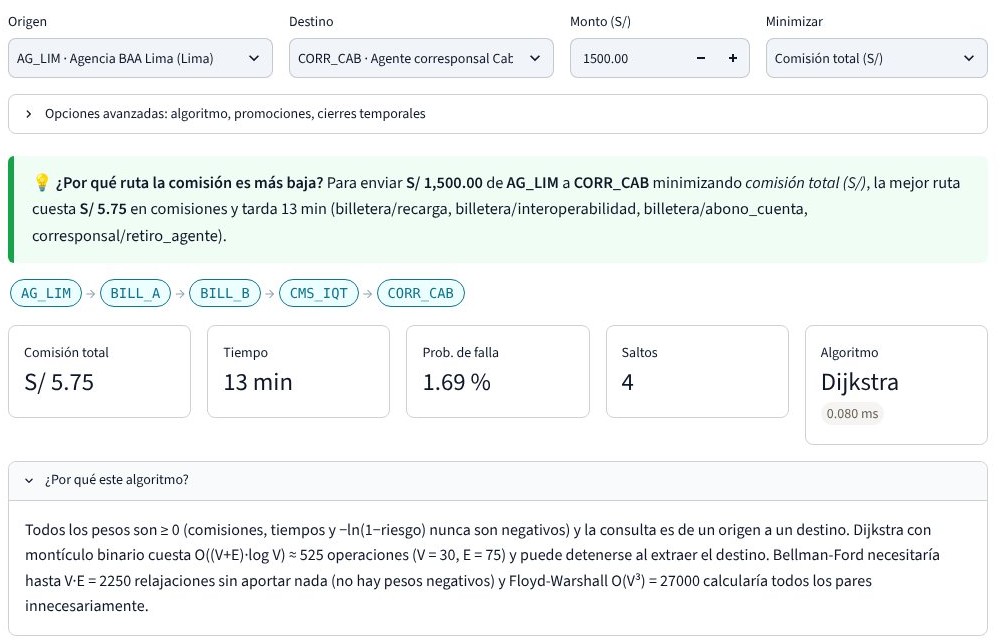 Origen
Destino
Monto (S/)
Minimizar
AG_LIM · Agencia BAA Lima (Lima)
CORR_CAB · Agente corresponsal Cab
1500.00
Comisión total (S/)
Opciones avanzadas: algoritmo, promociones, cierres temporales
💡 ¿Por qué ruta la comisión es más baja? Para enviar S/ 1,500.00 de AG_LIM a CORR_CAB minimizando comisión total (S/), la mejor ruta
cuesta S/ 5.75 en comisiones y tarda 13 min (billetera/recarga, billetera/interoperabilidad, billetera/abono_cuenta,
corresponsal/retiro_agente).
AG_LIM → BILL_A → BILL_B → CMS_IQT → CORR_CAB
Comisión total
S/ 5.75
Tiempo
13 min
Prob. de falla
1.69 %
Saltos
4
Algoritmo
Dijkstra
0.080 ms
¿Por qué este algoritmo?
Todos los pesos son ≥ 0 (comisiones, tiempos y −ln(1−riesgo) nunca son negativos) y la consulta es de un origen a un destino. Dijkstra con
montículo binario cuesta O((V+E)·log V) ≈ 525 operaciones (V = 30, E = 75) y puede detenerse al extraer el destino. Bellman-Ford necesitaría
hasta V·E = 2250 relajaciones sin aportar nada (no hay pesos negativos) y Floyd-Warshall O(V³) = 27000 calcularía todos los pares
innecesariamente.